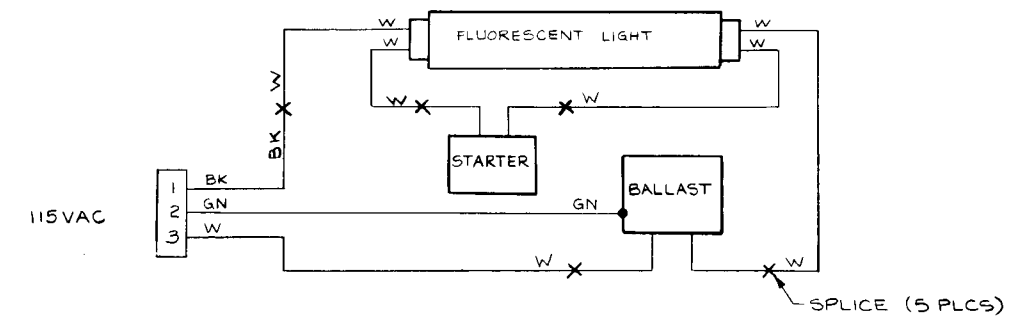 W
W
FLUORESCENT LIGHT
W
W
W
BK
W
W
STARTER
BALLAST
115VAC
1
BK
2
GN
GN
3
W
W
W
SPLICE (5 PLCS)